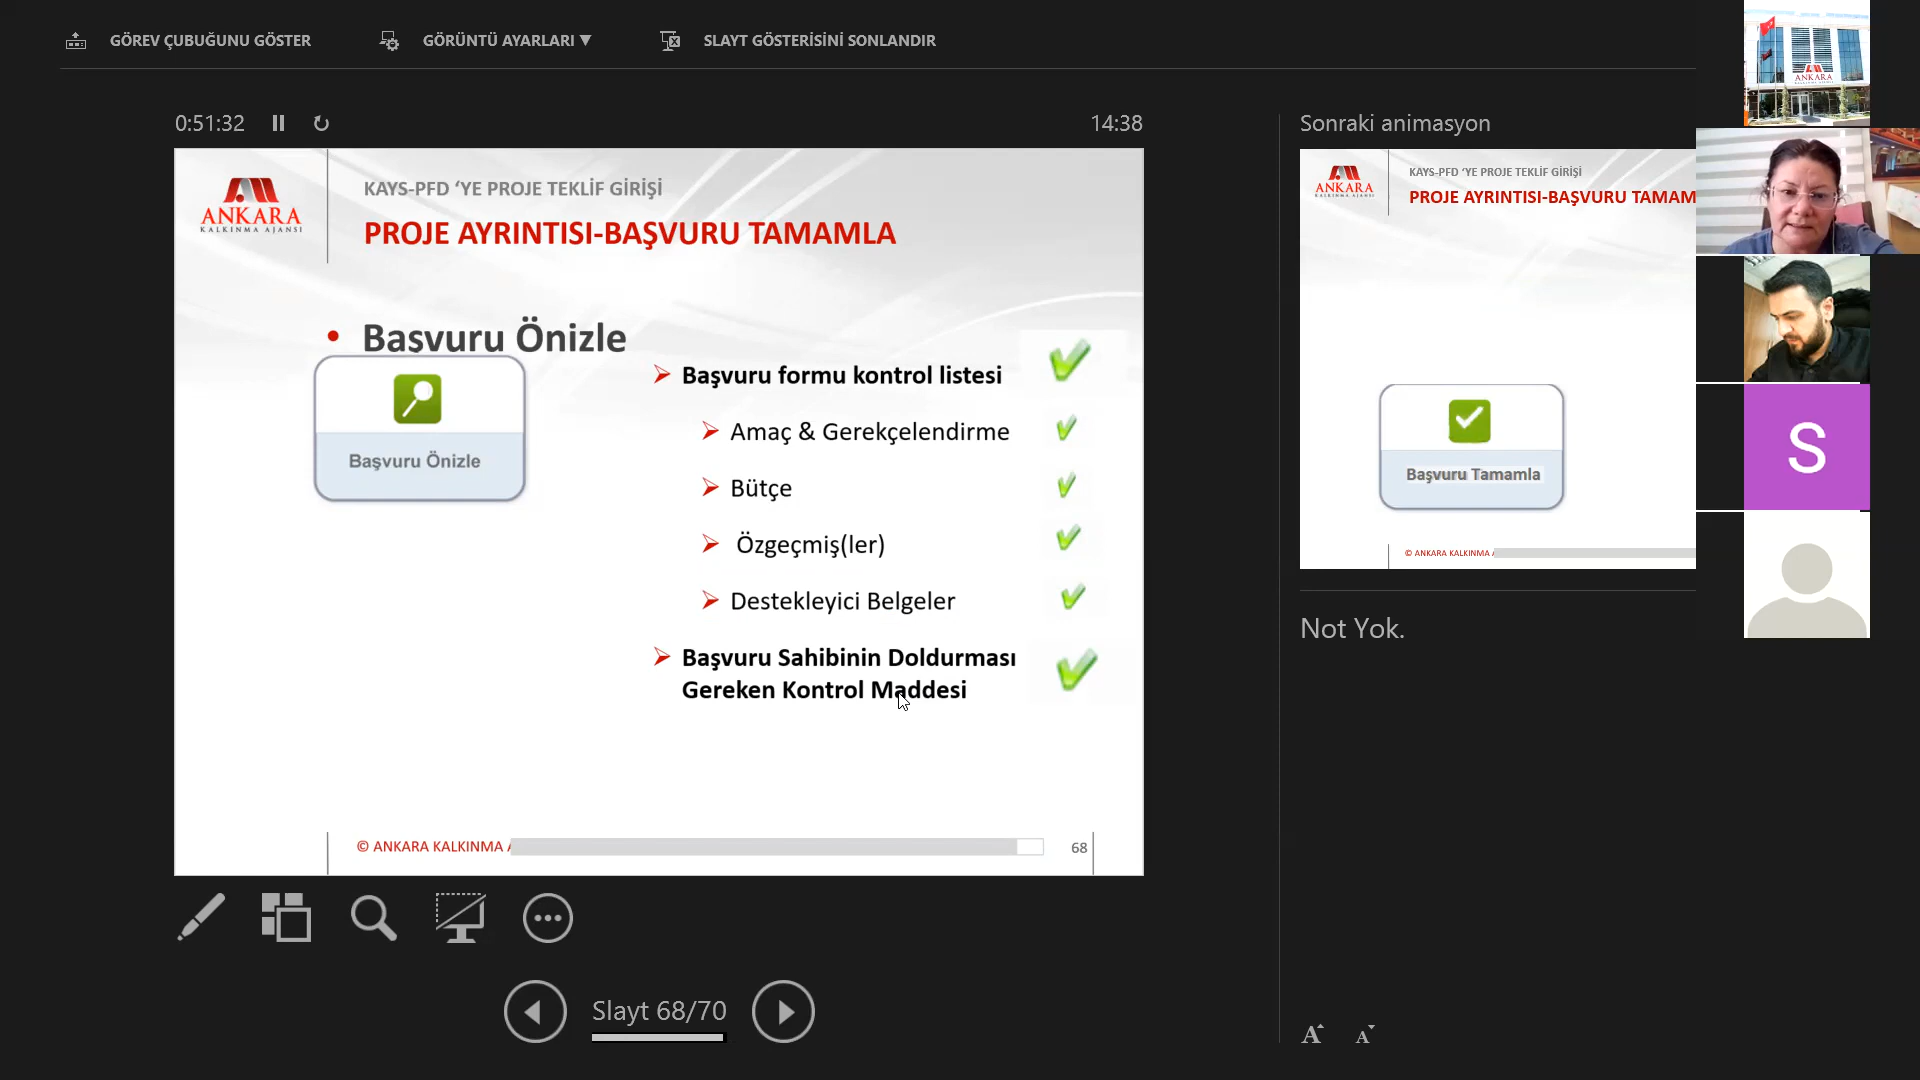 GÖREV ÇUBUĞUNU GÖSTER
GÖRÜNTÜ AYARLARI ▼
SLAYT GÖSTERİSİNİ SONLANDIR
0:51:32
14:38
ANKARA
KALKINMA AJANSI
KAYS-PFD ‘YE PROJE TEKLİF GİRİŞİ
PROJE AYRINTISI-BAŞVURU TAMAMLA
• Başvuru Önizle
Başvuru Önizle
Başvuru formu kontrol listesi
Amaç & Gerekçelendirme
Bütçe
Özgeçmiş(ler)
Destekleyici Belgeler
Başvuru Sahibinin Doldurması
Gereken Kontrol Maddesi
© ANKARA KALKINMA A
68
Slayt 68/70
Sonraki animasyon
ANKARA
KALKINMA AJANSI
KAYS-PFD ‘YE PROJE TEKLİF GİRİŞİ
PROJE AYRINTISI-BAŞVURU TAMAM
Başvuru Tamamla
© ANKARA KALKINMA A
Not Yok.
A A
ANKARA
S